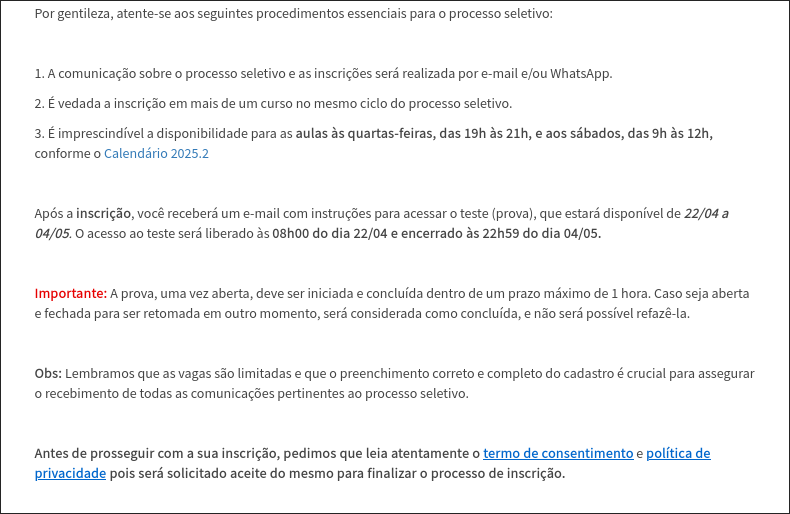 Por gentileza, atente-se aos seguintes procedimentos essenciais para o processo seletivo:
1. A comunicação sobre o processo seletivo e as inscrições será realizada por e-mail e/ou WhatsApp.
2. É vedada a inscrição em mais de um curso no mesmo ciclo do processo seletivo.
3. É imprescindível a disponibilidade para as aulas às quartas-feiras, das 19h às 21h, e aos sábados, das 9h às 12h,
conforme o Calendário 2025.2
Após a inscrição, você receberá um e-mail com instruções para acessar o teste (prova), que estará disponível de 22/04 a
04/05. O acesso ao teste será liberado às 08h00 do dia 22/04 e encerrado às 22h59 do dia 04/05.
Importante: A prova, uma vez aberta, deve ser iniciada e concluída dentro de um prazo máximo de 1 hora. Caso seja aberta
e fechada para ser retomada em outro momento, será considerada como concluída, e não será possível refazê-la.
Obs: Lembramos que as vagas são limitadas e que o preenchimento correto e completo do cadastro é crucial para assegurar
o recebimento de todas as comunicações pertinentes ao processo seletivo.
Antes de prosseguir com a sua inscrição, pedimos que leia atentamente o termo de consentimento e política de
privacidade pois será solicitado aceite do mesmo para finalizar o processo de inscrição.